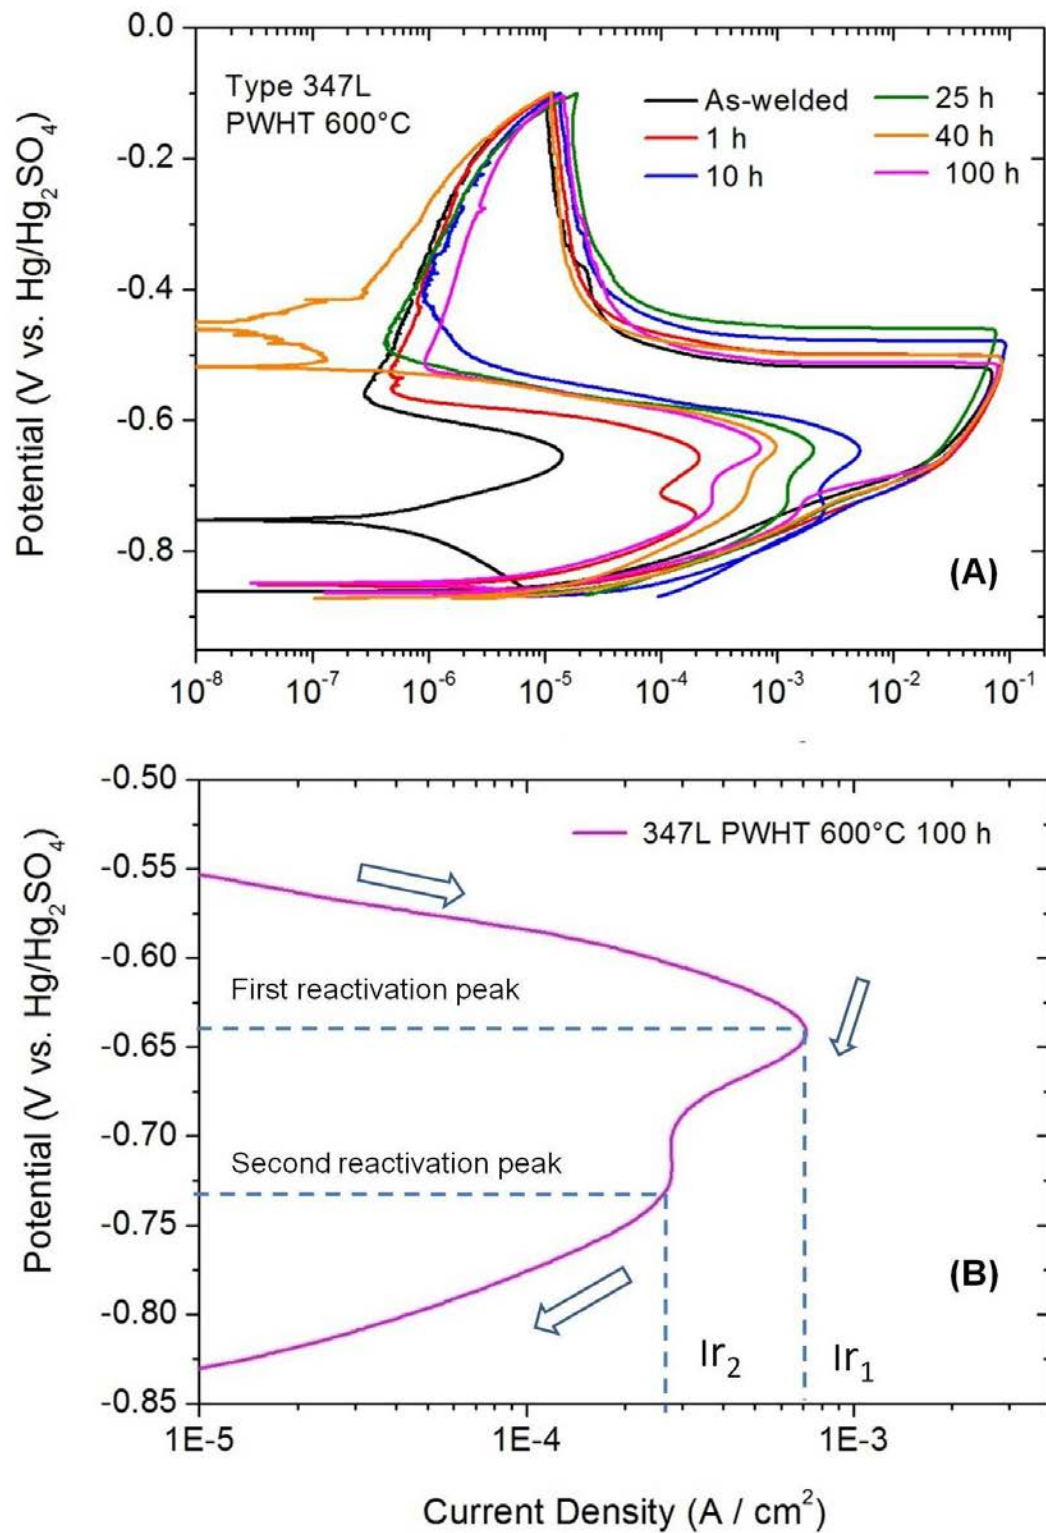 0.0
-0.2
-0.4
-0.6
-0.8
Potential (V vs. Hg/Hg₂SO₄)
Type 347L
PWHT 600°C
As-welded
1 h
10 h
25 h
40 h
100 h
(A)
10⁻⁸ 10⁻⁷ 10⁻⁶ 10⁻⁵ 10⁻⁴ 10⁻³ 10⁻² 10⁻¹
-0.50
-0.55
-0.60
-0.65
-0.70
-0.75
-0.80
-0.85
Potential (V vs. Hg/Hg₂SO₄)
347L PWHT 600°C 100 h
First reactivation peak
Second reactivation peak
(B)
Ir₂ Ir₁
1E-5 1E-4 1E-3
Current Density (A / cm²)